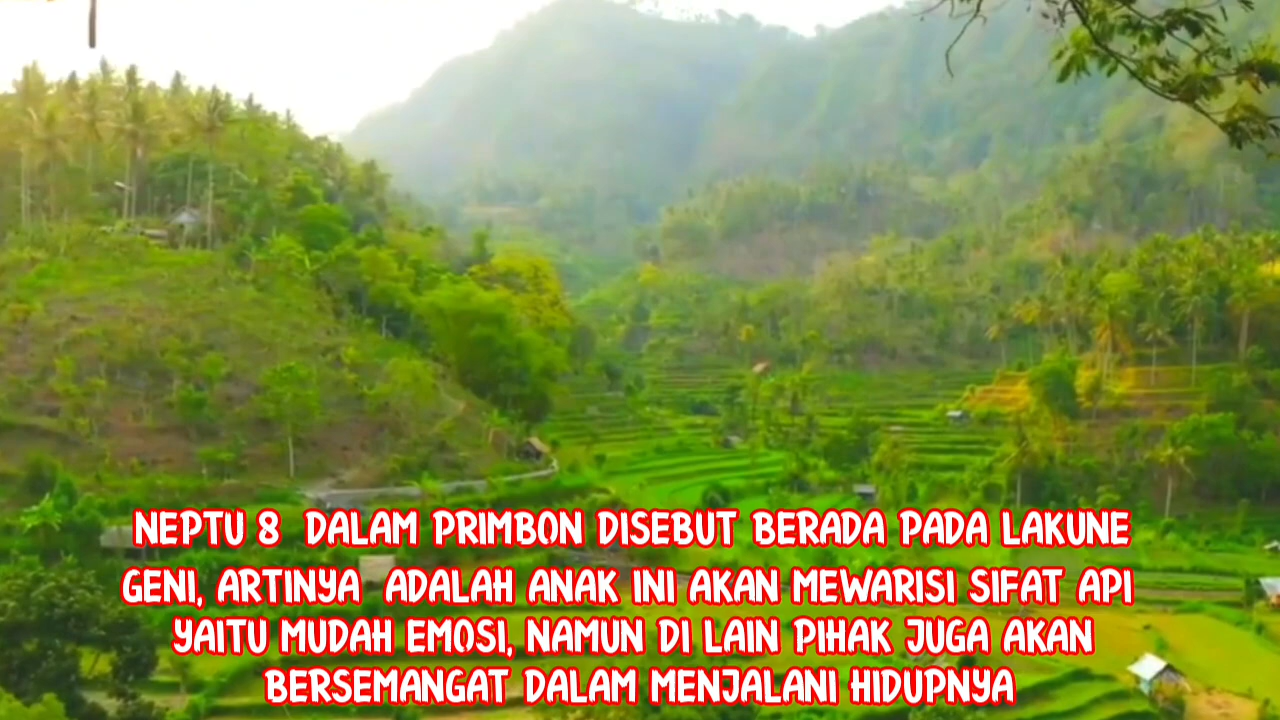 NEPTU 8 DALAM PRIMBON DISEBUT BERADA PADA LAKUNE
GENI, ARTINYA ADALAH ANAK INI AKAN MEWARISI SIFAT API
YAITU MUDAH EMOSI, NAMUN DI LAIN PIHAK JUGA AKAN
BERSEMANGAT DALAM MENJALANI HIDUPNYA